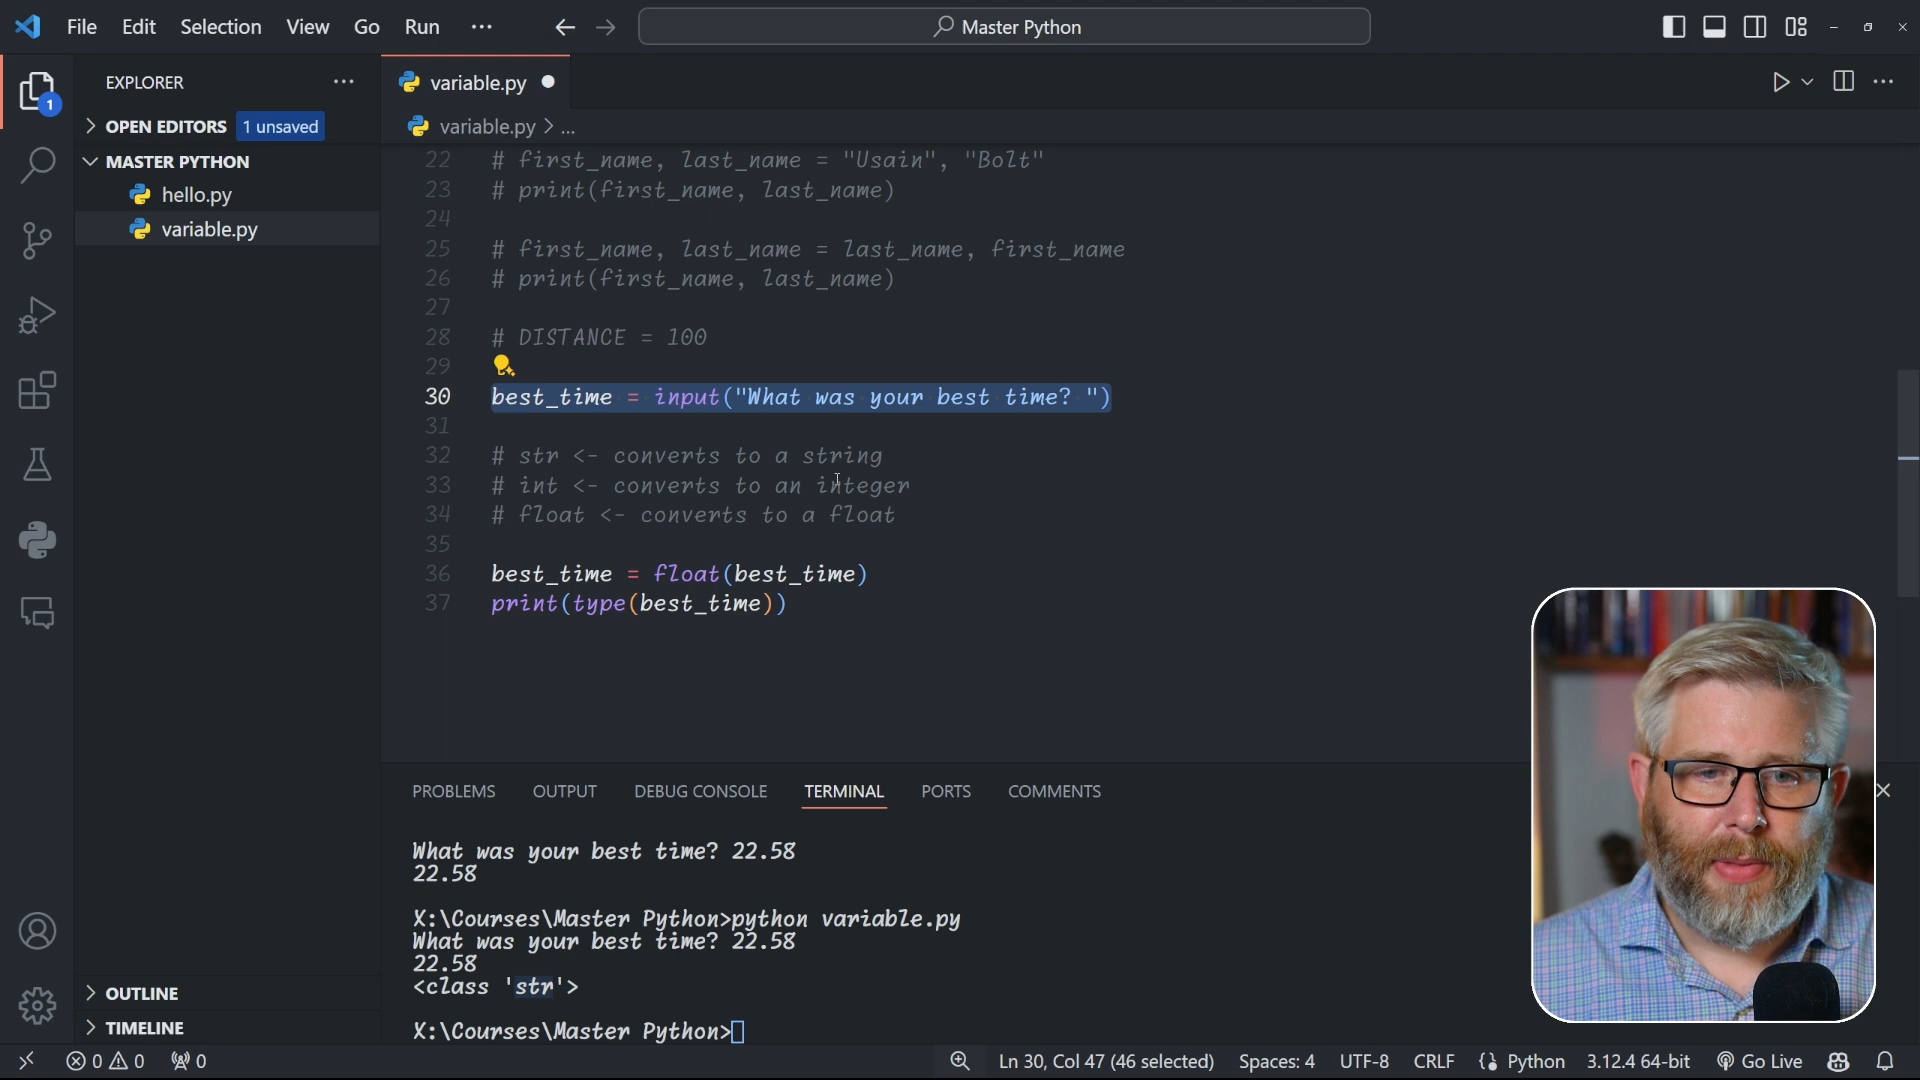 File Edit Selection View Go Run ... Master Python
EXPLORER ...
OPEN EDITORS 1 unsaved
MASTER PYTHON
hello.py
variable.py
OUTLINE
TIMELINE
variable.py
variable.py > ...
22 # first_name, last_name = "Usain", "Bolt"
23 # print(first_name, last_name)
24
25 # first_name, last_name = last_name, first_name
26 # print(first_name, last_name)
27
28 # DISTANCE = 100
29
30 best_time = input("What was your best time? ")
31
32 # str <- converts to a string
33 # int <- converts to an integer
34 # float <- converts to a float
35
36 best_time = float(best_time)
37 print(type(best_time))
PROBLEMS OUTPUT DEBUG CONSOLE TERMINAL PORTS COMMENTS
What was your best time? 22.58
22.58
X:\Courses\Master Python>python variable.py
What was your best time? 22.58
22.58
<class 'str'>
X:\Courses\Master Python>
0 0 0 Ln 30, Col 47 (46 selected) Spaces: 4 UTF-8 CRLF Python 3.12.4 64-bit Go Live
1